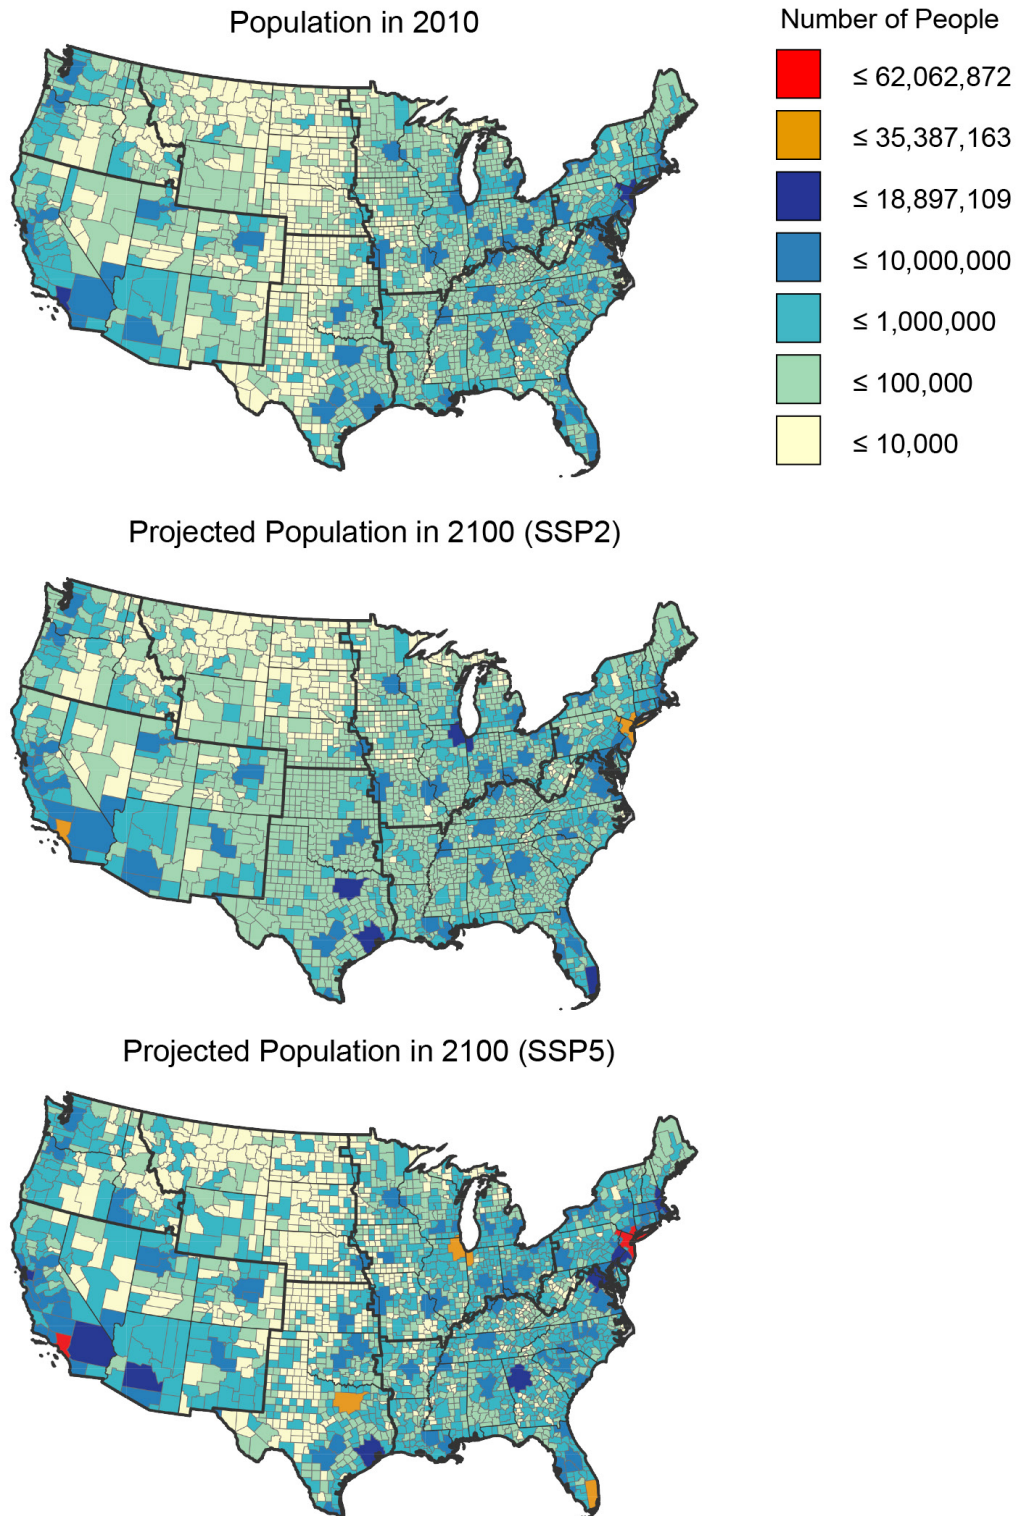 Population in 2010
Number of People
≤ 62,062,872
≤ 35,387,163
≤ 18,897,109
≤ 10,000,000
≤ 1,000,000
≤ 100,000
≤ 10,000
Projected Population in 2100 (SSP2)
Projected Population in 2100 (SSP5)